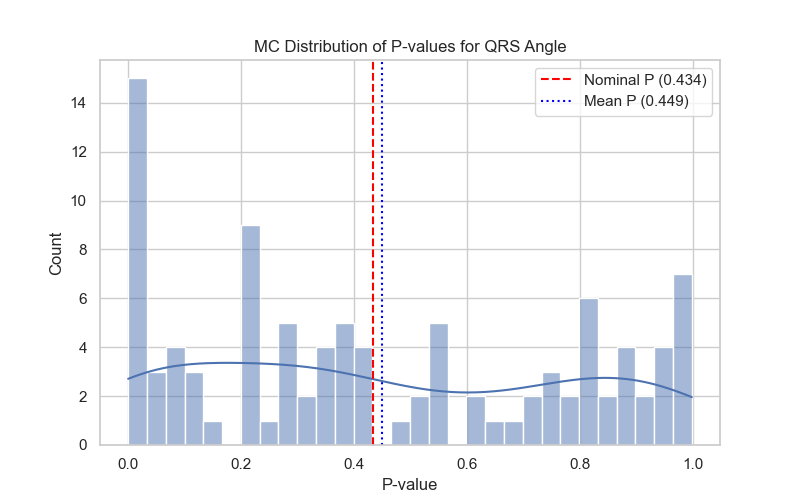 MC Distribution of P-values for QRS Angle
Nominal P (0.434)
Mean P (0.449)
Count
14
12
10
8
6
4
2
0
0.0
0.2
0.4
0.6
0.8
1.0
P-value